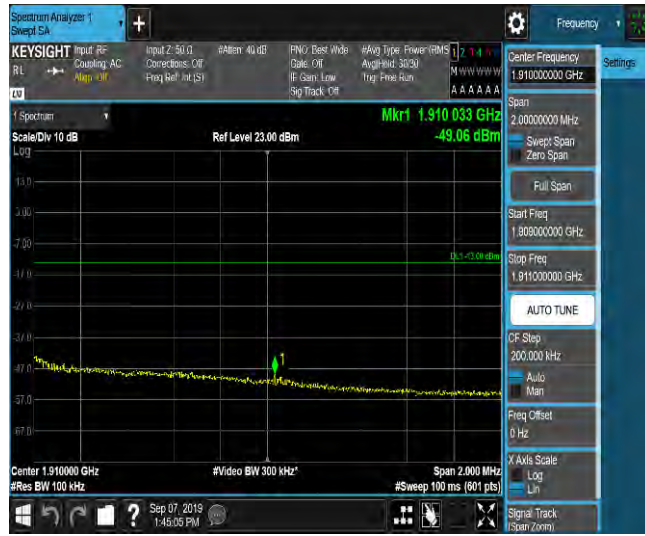 Spectrum Analyzer 1
Swept SA
+
Frequency
KEYSIGHT
Input: RF
Coupling: AC
Align: Off
Input Z: 50 Ω
Corrections: Off
Freq Ref: Int (S)
#Atten: 40 dB
PNO: Best Wide
Gate: Off
IF Gain: Low
Sig Track: Off
#Avg Type: Power (RMS
Avg|Hold: 30/30
Trig: Free Run
RL
M W W W W W
A A A A A A
Settings
Center Frequency
1.910000000 GHz
Span
2.00000000 MHz
Swept Span
Zero Span
Full Span
Start Freq
1.909000000 GHz
Stop Freq
1.911000000 GHz
AUTO TUNE
CF Step
200.000 kHz
Auto
Man
Freq Offset
0 Hz
X Axis Scale
Log
Lin
Signal Track
(Span Zoom)
1 Spectrum
Scale/Div 10 dB
Log
Ref Level 23.00 dBm
Mkr1 1.910 033 GHz
-49.06 dBm
13.0
3.00
-7.00
DL1 -13.00 dBm
-17.0
-27.0
-37.0
1
-47.0
-57.0
-67.0
Center 1.910000 GHz
#Res BW 100 kHz
#Video BW 300 kHz*
Span 2.000 MHz
#Sweep 100 ms (601 pts)
?
Sep 07, 2019
1:45:05 PM